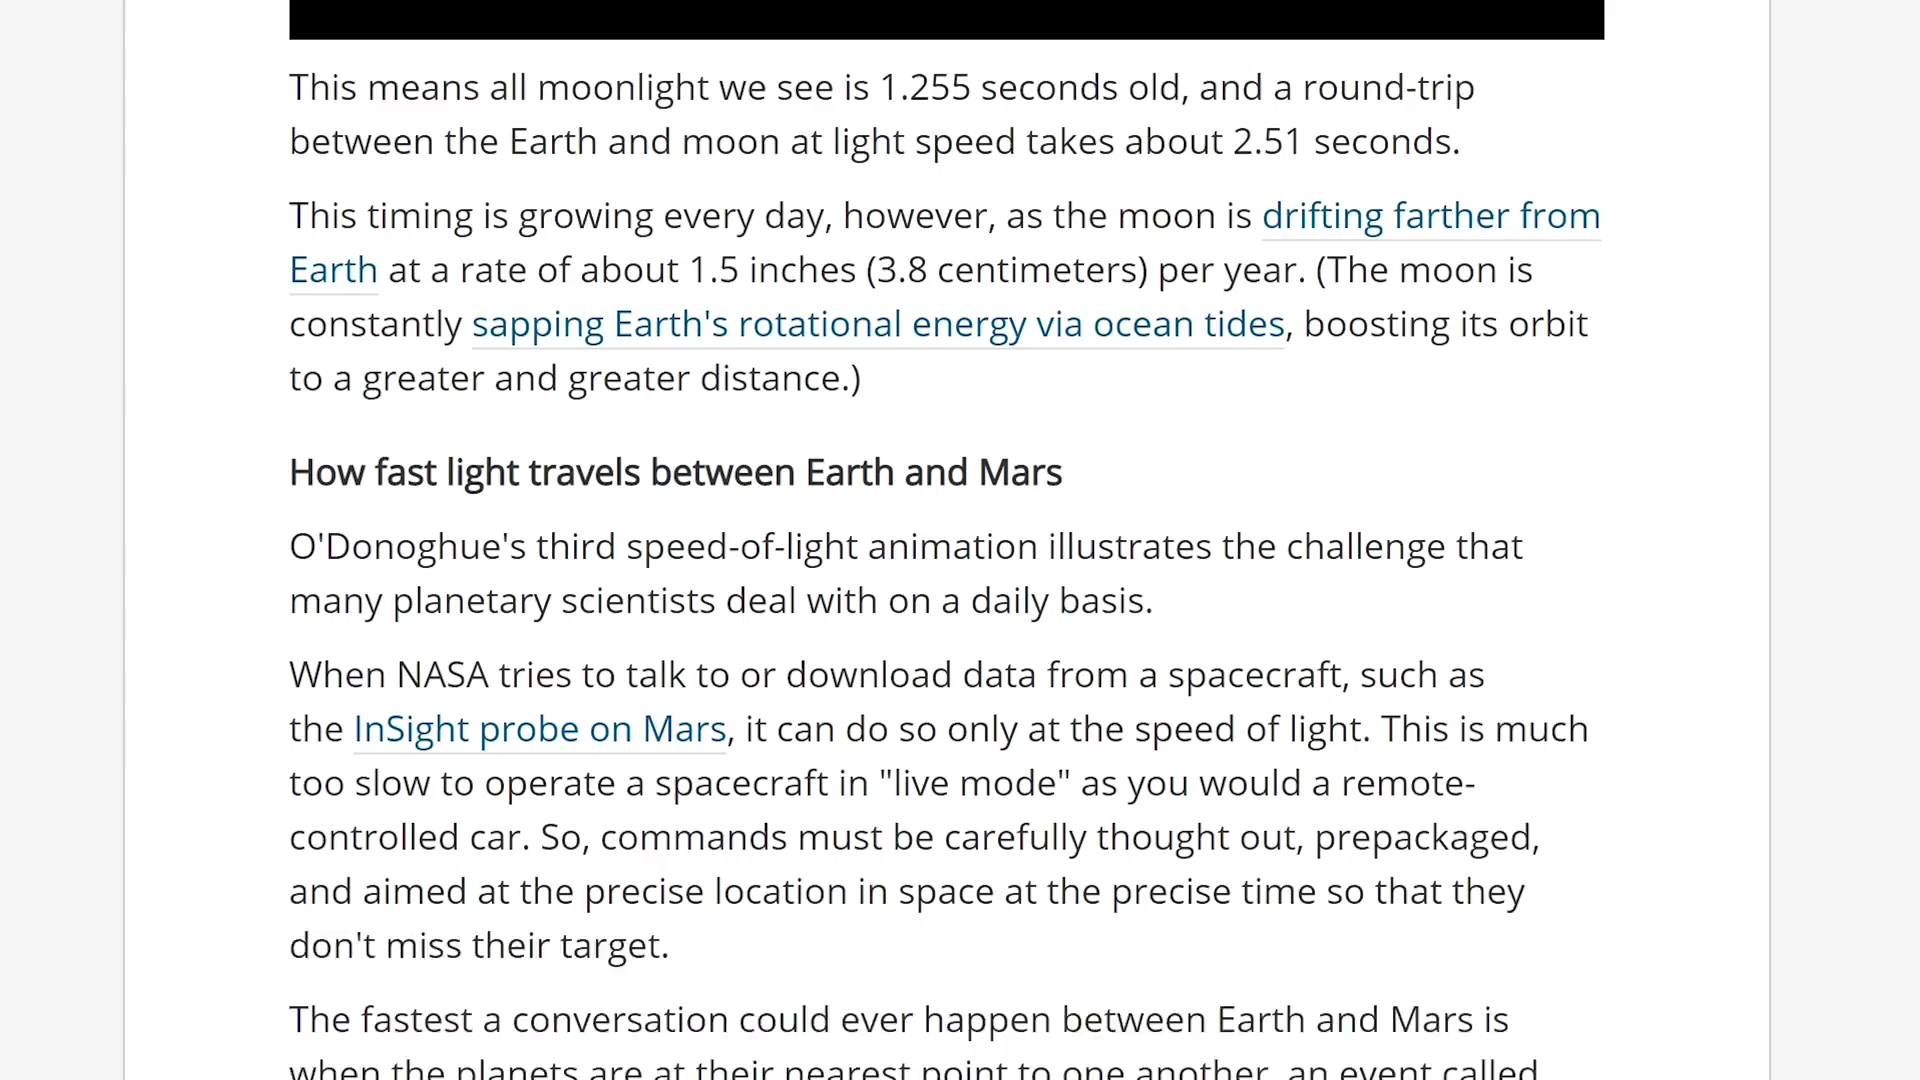 This means all moonlight we see is 1.255 seconds old, and a round-trip
between the Earth and moon at light speed takes about 2.51 seconds.
This timing is growing every day, however, as the moon is drifting farther from
Earth at a rate of about 1.5 inches (3.8 centimeters) per year. (The moon is
constantly sapping Earth's rotational energy via ocean tides, boosting its orbit
to a greater and greater distance.)
How fast light travels between Earth and Mars
O'Donoghue's third speed-of-light animation illustrates the challenge that
many planetary scientists deal with on a daily basis.
When NASA tries to talk to or download data from a spacecraft, such as
the InSight probe on Mars, it can do so only at the speed of light. This is much
too slow to operate a spacecraft in "live mode" as you would a remote-
controlled car. So, commands must be carefully thought out, prepackaged,
and aimed at the precise location in space at the precise time so that they
don't miss their target.
The fastest a conversation could ever happen between Earth and Mars is
when the planets are at their nearest point to one another, an event called